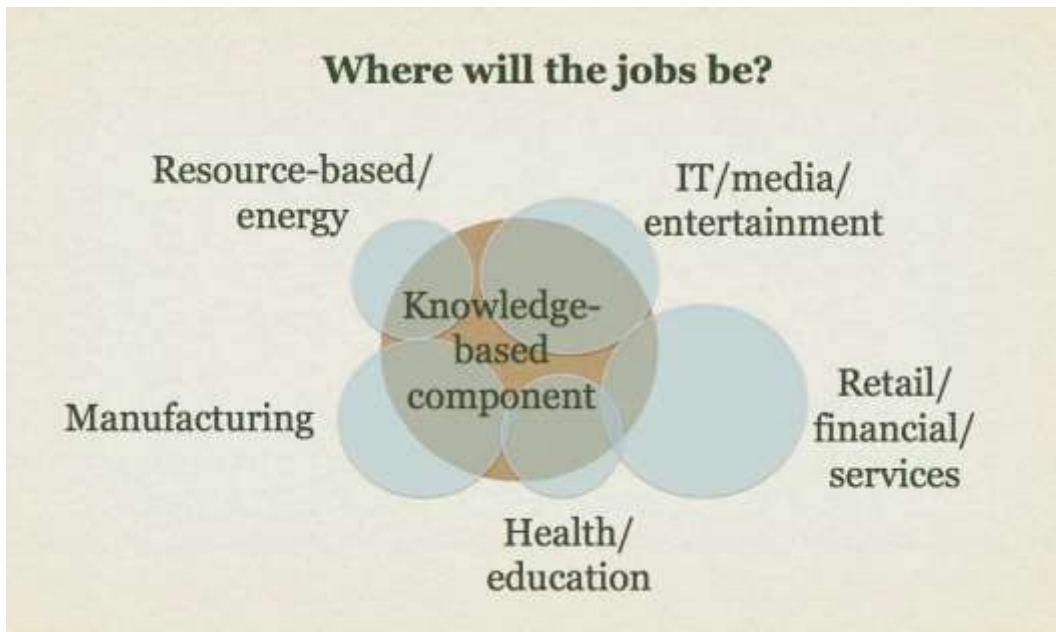 Where will the jobs be?
Resource-based/
energy
IT/media/
entertainment
Knowledge-
based
component
Manufacturing
Retail/
financial/
services
Health/
education